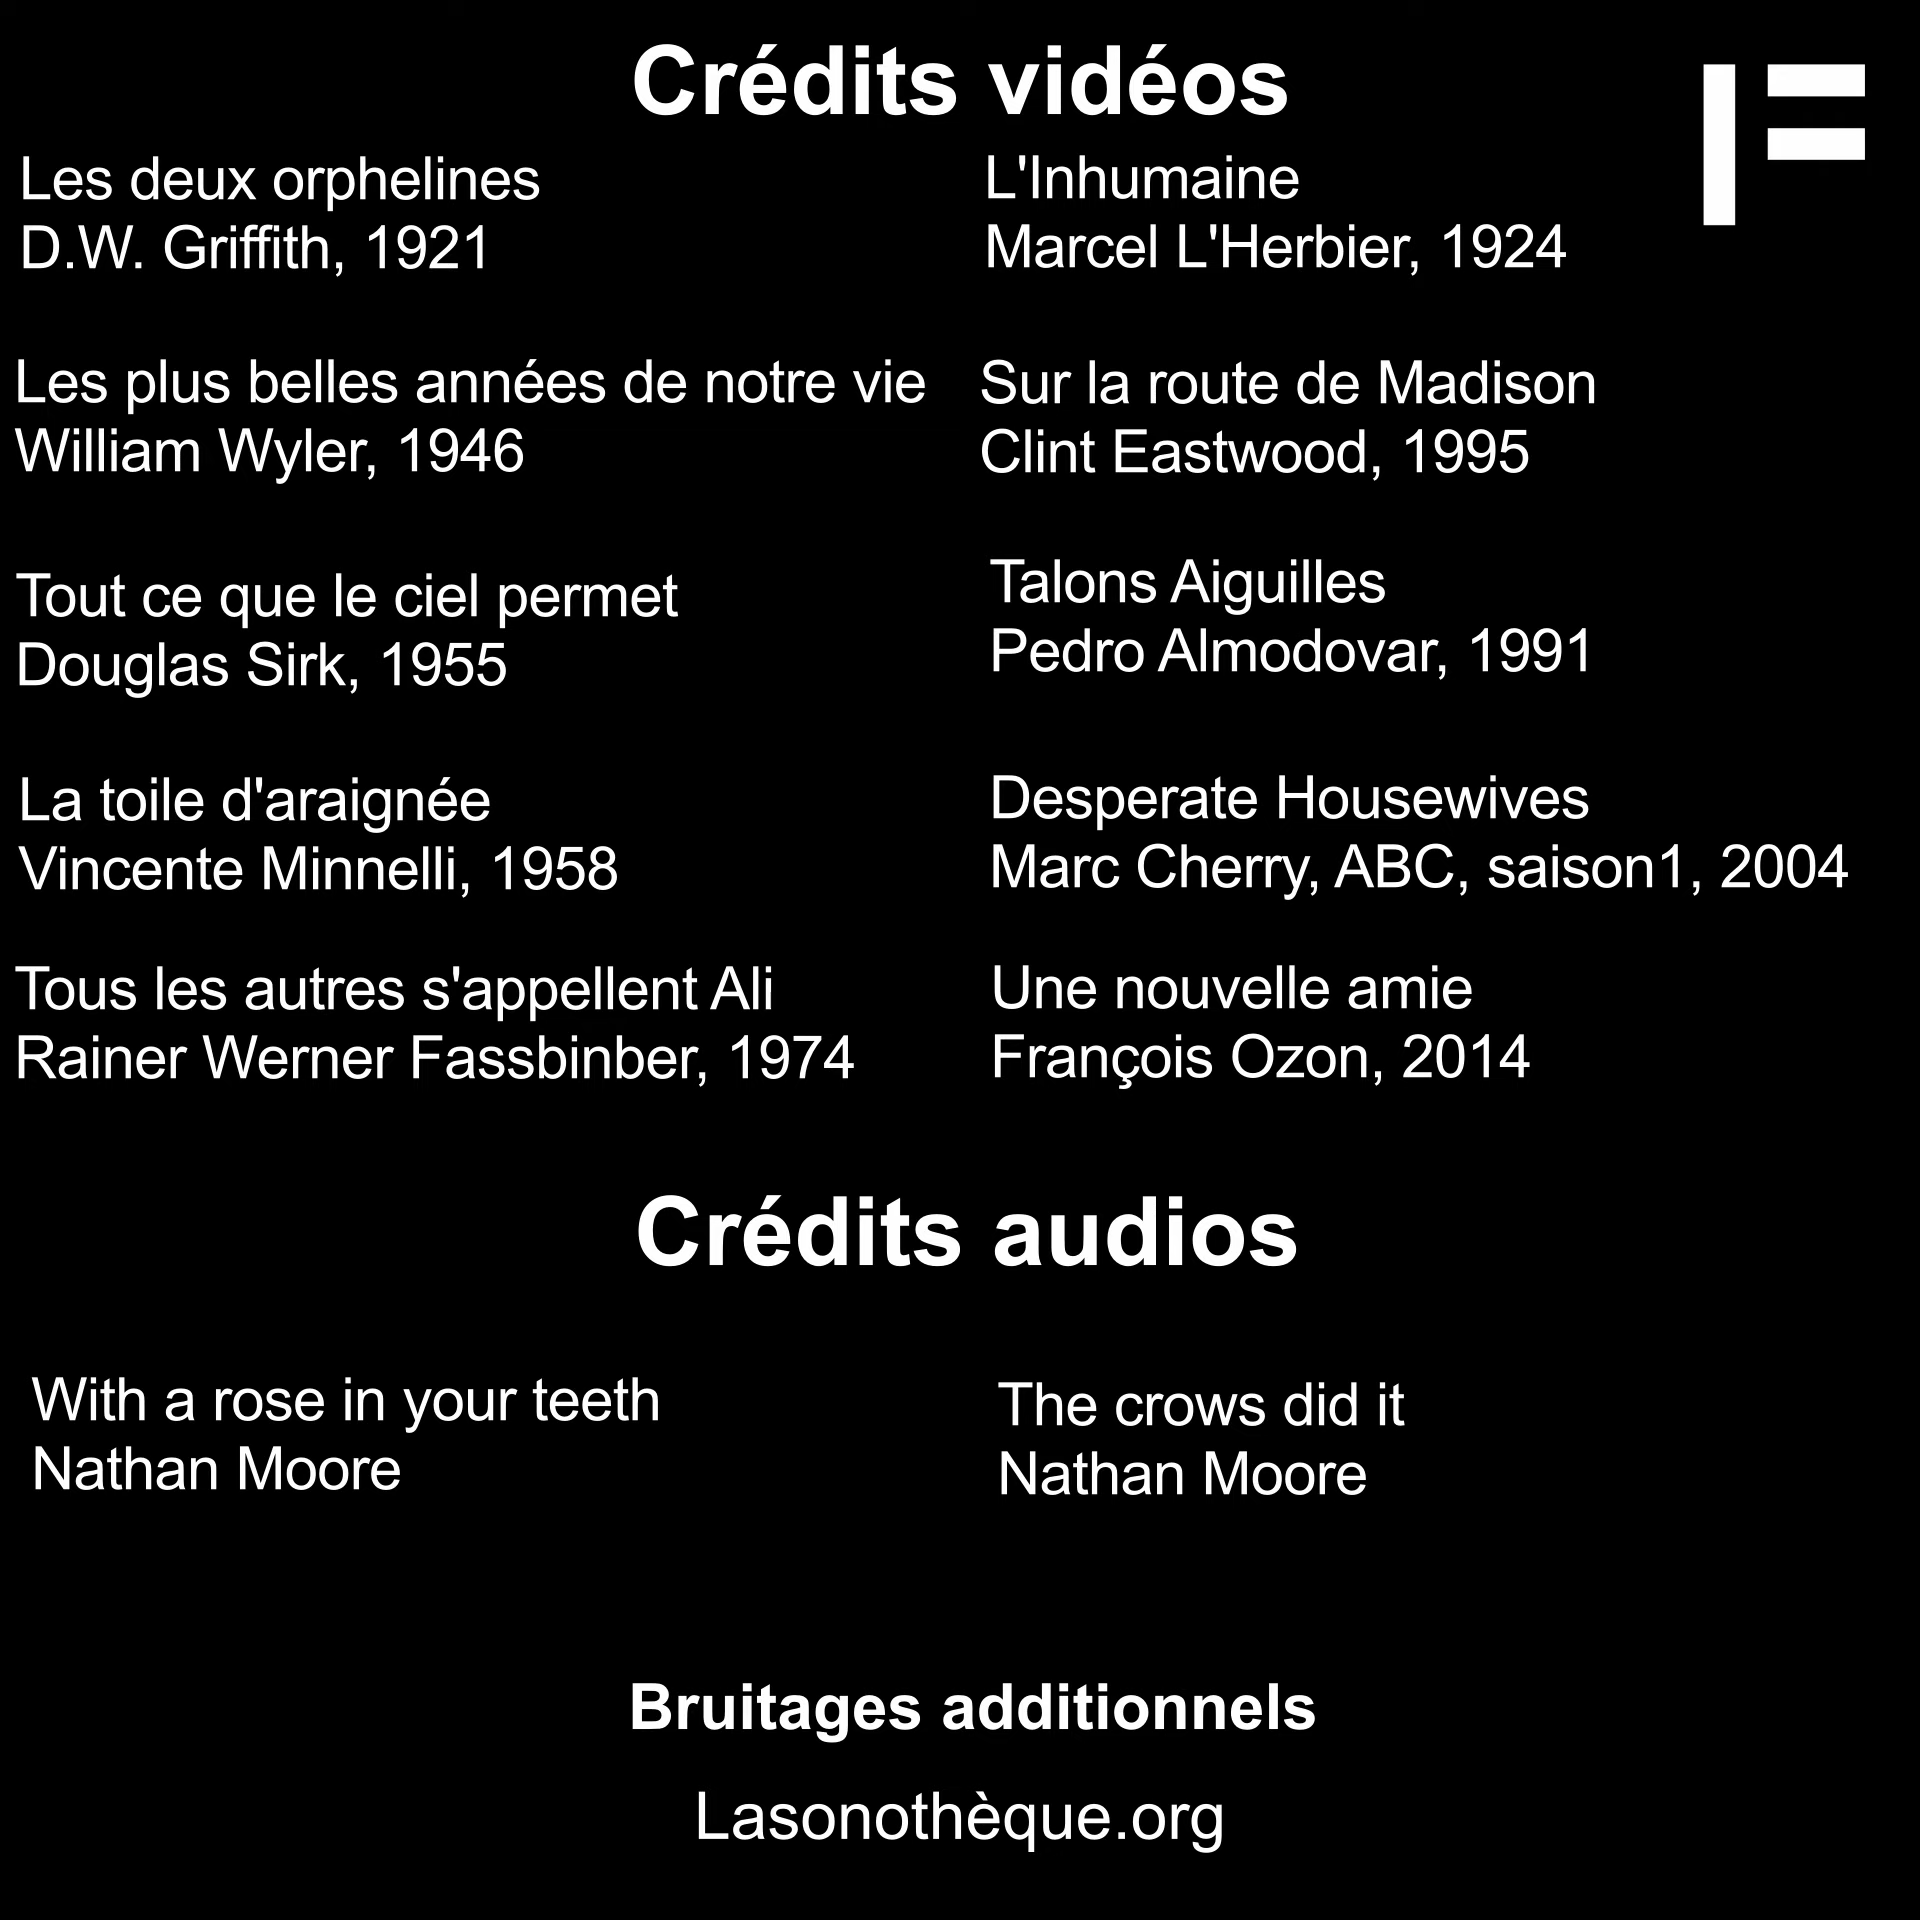 Crédits vidéos
Les deux orphelines
D.W. Griffith, 1921
L'Inhumaine
Marcel L'Herbier, 1924
Les plus belles années de notre vie
William Wyler, 1946
Sur la route de Madison
Clint Eastwood, 1995
Tout ce que le ciel permet
Douglas Sirk, 1955
Talons Aiguilles
Pedro Almodovar, 1991
La toile d'araignée
Vincente Minnelli, 1958
Desperate Housewives
Marc Cherry, ABC, saison1, 2004
Tous les autres s'appellent Ali
Rainer Werner Fassbinber, 1974
Une nouvelle amie
François Ozon, 2014
Crédits audios
With a rose in your teeth
Nathan Moore
The crows did it
Nathan Moore
Bruitages additionnels
Lasonothèque.org